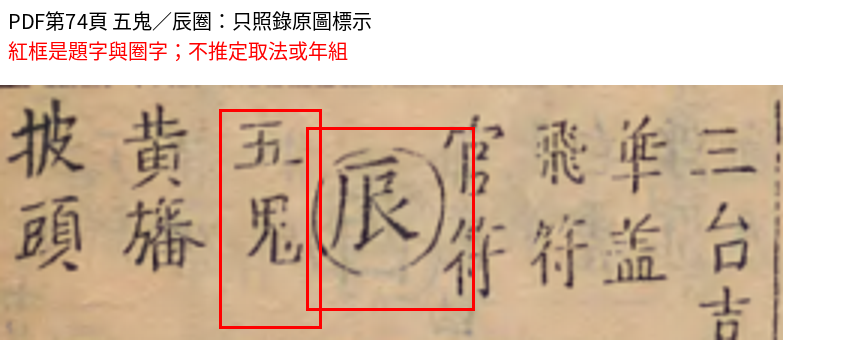 PDF第74頁 五鬼／辰圈：只照錄原圖標示
紅框是題字與圈字；不推定取法或年組
三台吉
華盖
飛符
官符
辰
五鬼
黄旛
披頭